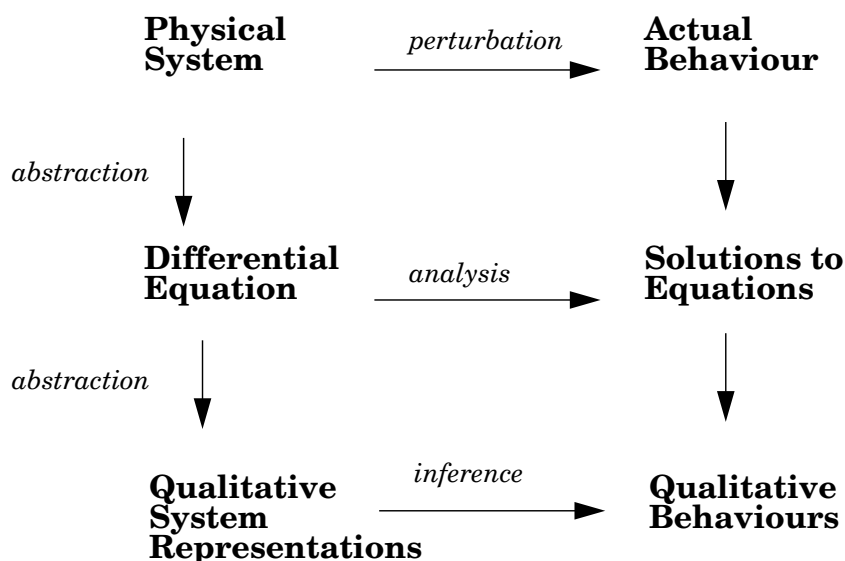 Physical
System
perturbation
Actual
Behaviour
abstraction
Differential
Equation
analysis
Solutions to
Equations
abstraction
Qualitative
System
Representations
inference
Qualitative
Behaviours